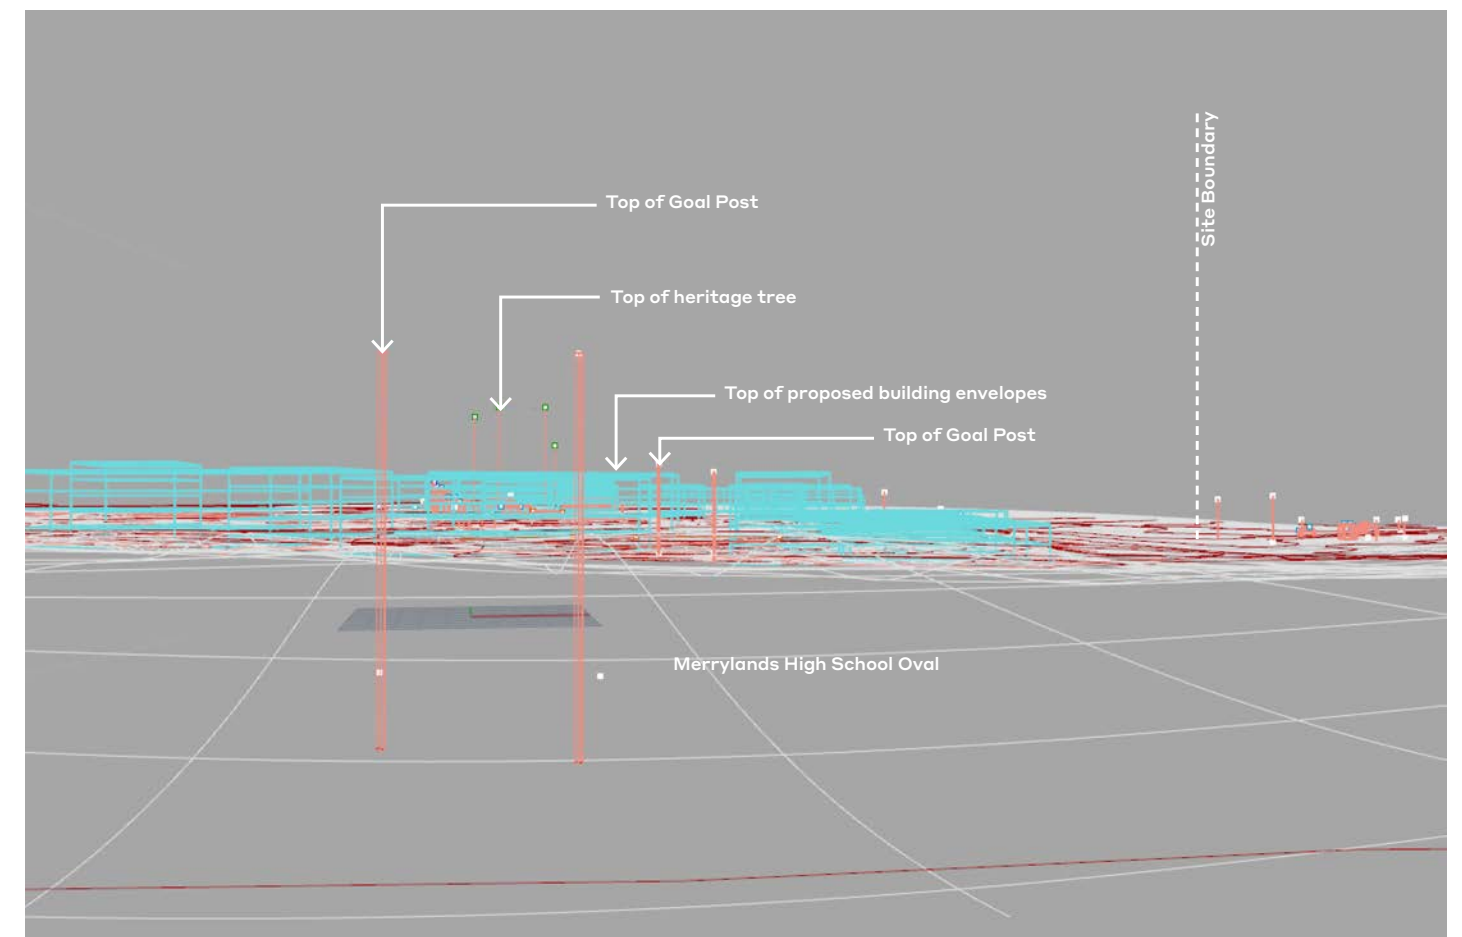 Site Boundary
Top of Goal Post
Top of heritage tree
Top of proposed building envelopes
Top of Goal Post
Merrylands High School Oval